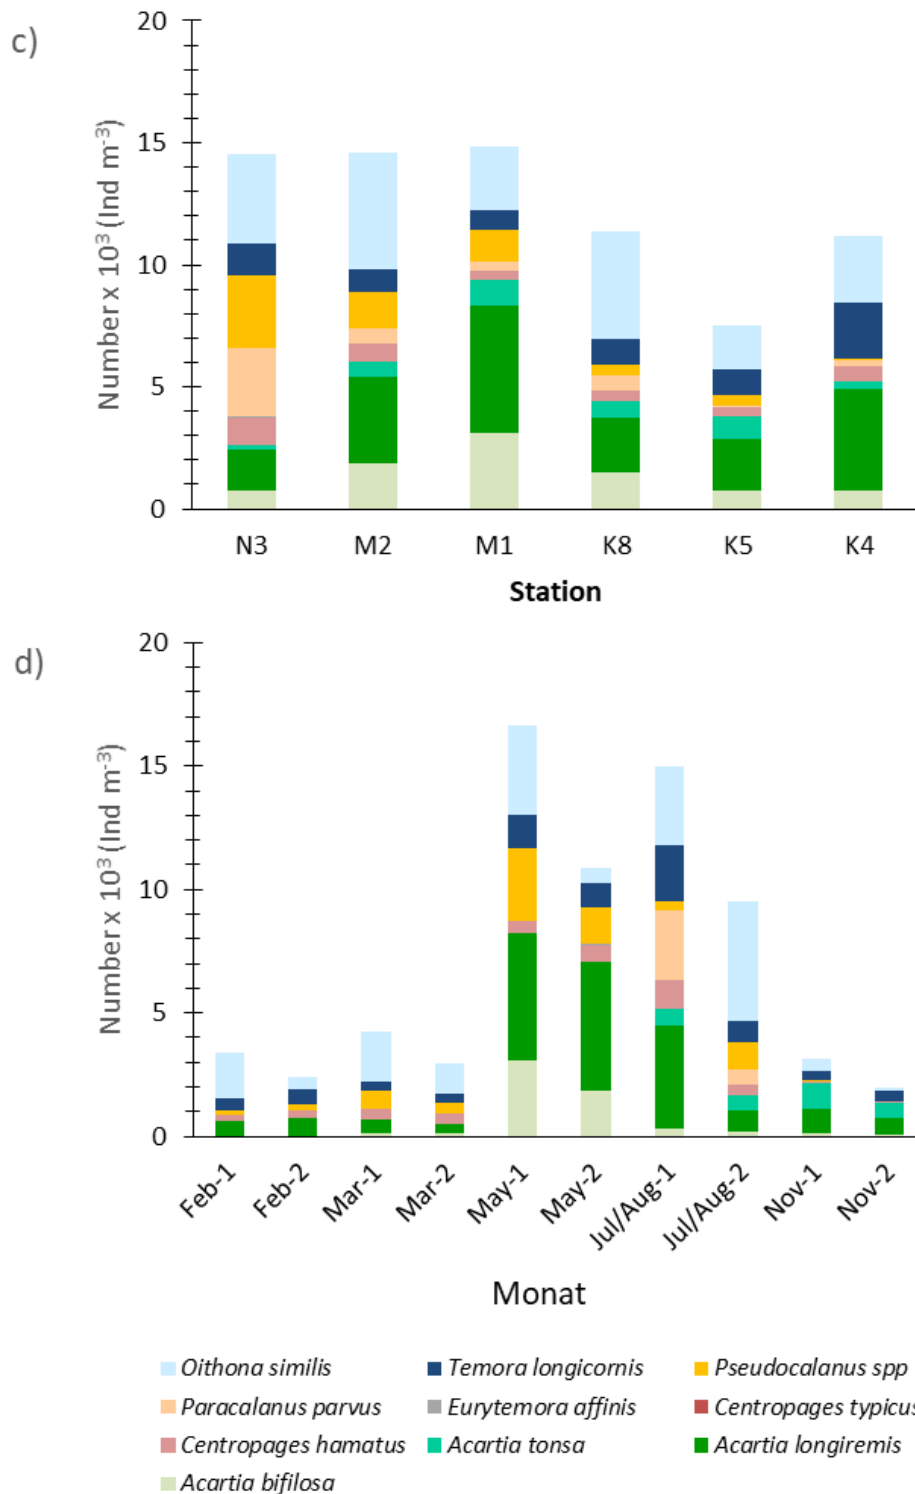 c)
Number x 10³ (Ind m⁻³)
20
15
10
5
0
N3 M2 M1 K8 K5 K4
Station
d)
Number x 10³ (Ind m⁻³)
20
15
10
5
0
Feb-1 Feb-2 Mar-1 Mar-2 May-1 May-2 Jul/Aug-1 Jul/Aug-2 Nov-1 Nov-2
Monat
Oithona similis Temora longicornis Pseudocalanus spp
Paracalanus parvus Eurytemora affinis Centropages typicus
Centropages hamatus Acartia tonsa Acartia longiremis
Acartia bifilosa